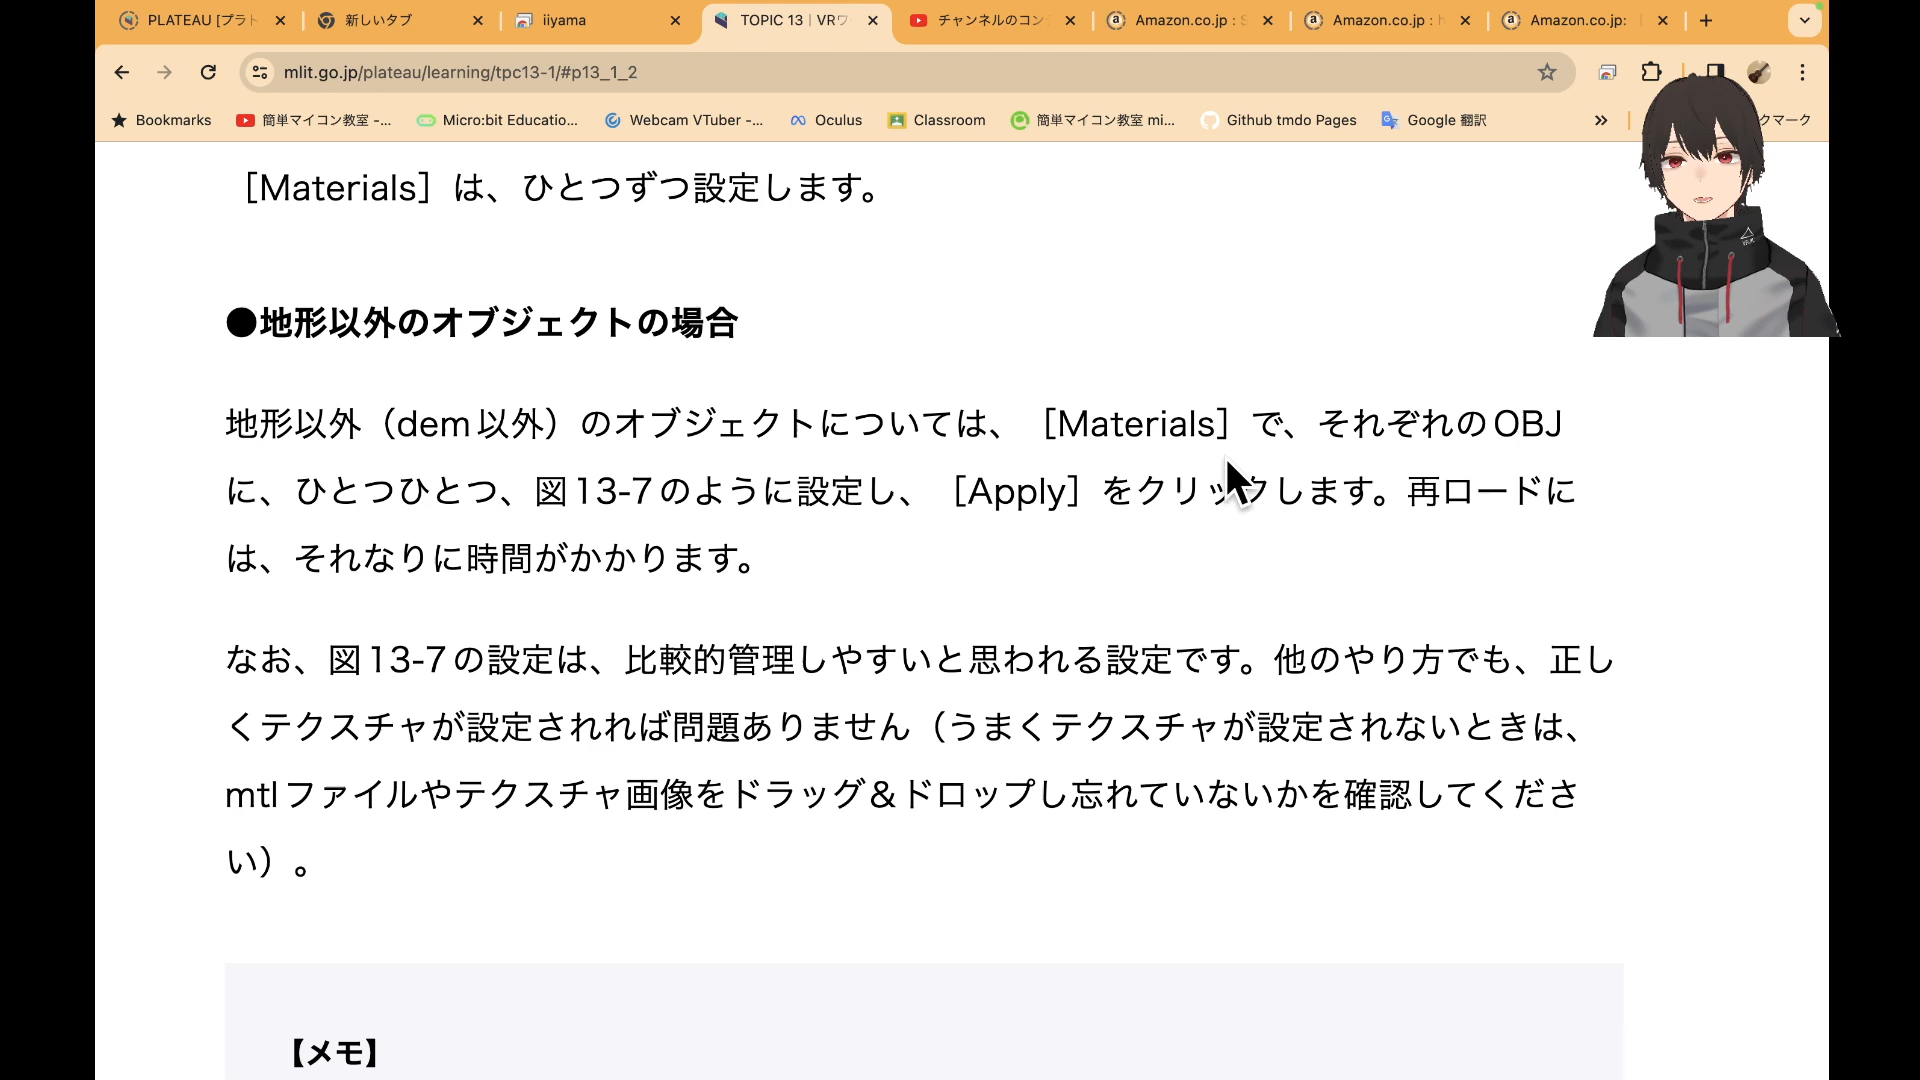 PLATEAU [プラト
新しいタブ
iiyama
TOPIC 13｜VRワ
チャンネルのコン
Amazon.co.jp : S
Amazon.co.jp : h
Amazon.co.jp:
mlit.go.jp/plateau/learning/tpc13-1/#p13_1_2
Bookmarks
簡単マイコン教室 -...
Micro:bit Educatio...
Webcam VTuber -...
Oculus
Classroom
簡単マイコン教室 mi...
Github tmdo Pages
Google 翻訳
»
クマーク
［Materials］は、ひとつずつ設定します。
●地形以外のオブジェクトの場合
地形以外（dem以外）のオブジェクトについては、［Materials］で、それぞれのOBJ
に、ひとつひとつ、図13-7のように設定し、［Apply］をクリックします。再ロードに
は、それなりに時間がかかります。
なお、図13-7の設定は、比較的管理しやすいと思われる設定です。他のやり方でも、正し
くテクスチャが設定されれば問題ありません（うまくテクスチャが設定されないときは、
mtlファイルやテクスチャ画像をドラッグ＆ドロップし忘れていないかを確認してくださ
い）。
【メモ】